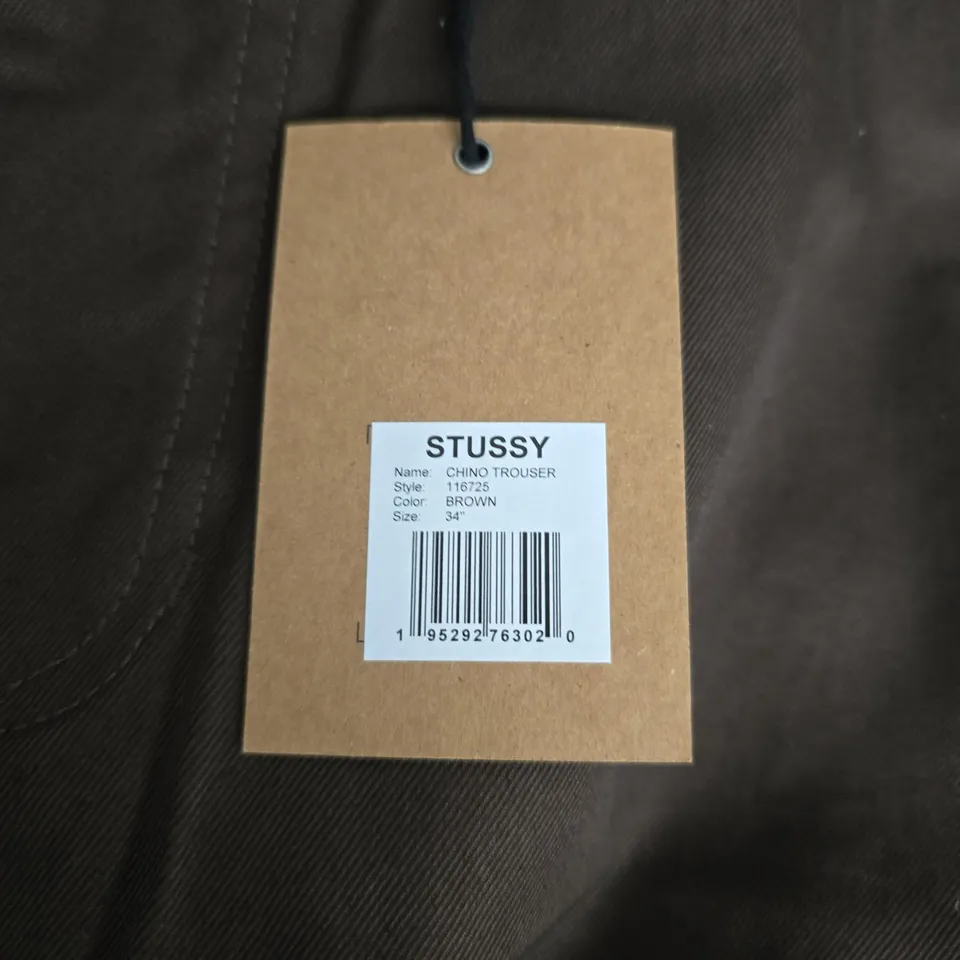 STUSSY
Name: CHINO TROUSER
Style: 116725
Color: BROWN
Size: 34"
1 95292 76302 0